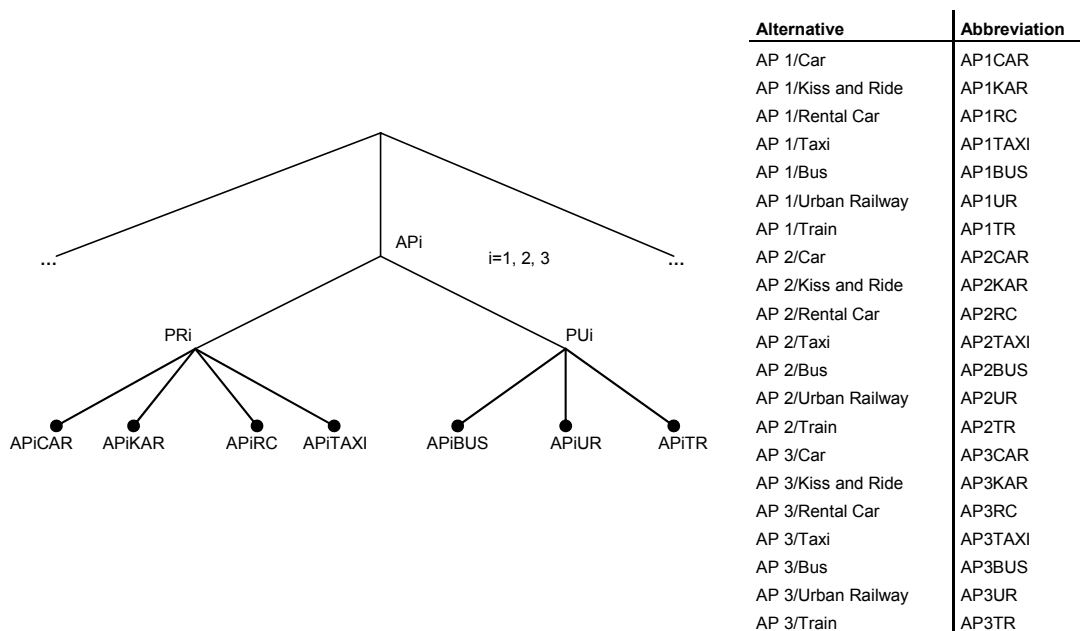 ...
APi
i=1, 2, 3
...
PRi
PUi
APiCAR APiKAR APiRC APiTAXI APiBUS APiUR APiTR
Alternative Abbreviation
AP 1/Car AP1CAR
AP 1/Kiss and Ride AP1KAR
AP 1/Rental Car AP1RC
AP 1/Taxi AP1TAXI
AP 1/Bus AP1BUS
AP 1/Urban Railway AP1UR
AP 1/Train AP1TR
AP 2/Car AP2CAR
AP 2/Kiss and Ride AP2KAR
AP 2/Rental Car AP2RC
AP 2/Taxi AP2TAXI
AP 2/Bus AP2BUS
AP 2/Urban Railway AP2UR
AP 2/Train AP2TR
AP 3/Car AP3CAR
AP 3/Kiss and Ride AP3KAR
AP 3/Rental Car AP3RC
AP 3/Taxi AP3TAXI
AP 3/Bus AP3BUS
AP 3/Urban Railway AP3UR
AP 3/Train AP3TR